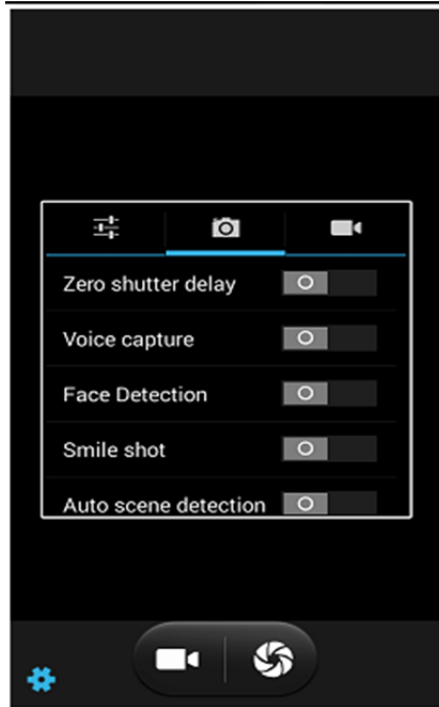 Zero shutter delay
Voice capture
Face Detection
Smile shot
Auto scene detection